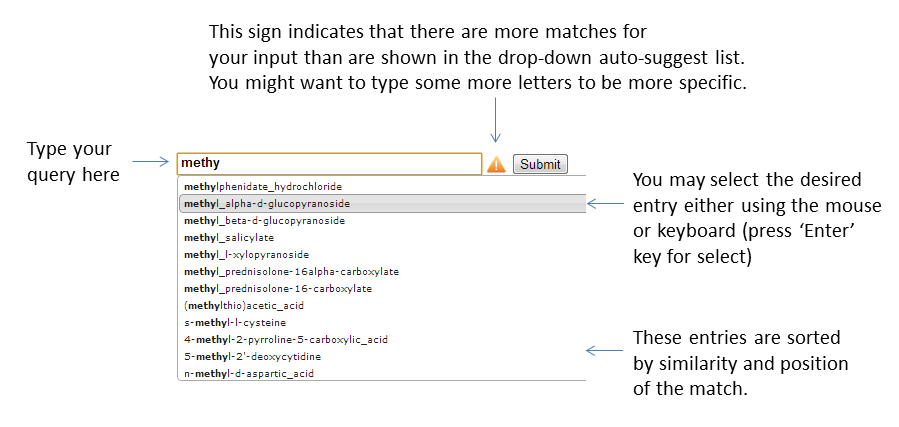 This sign indicates that there are more matches for
your input than are shown in the drop-down auto-suggest list.
You might want to type some more letters to be more specific.
Type your
query here
methy
Submit
methylphenidate_hydrochloride
methyl_alpha-d-glucopyranoside
methyl_beta-d-glucopyranoside
methyl_salicylate
methyl_l-xylopyranoside
methyl_prednisolone-16alpha-carboxylate
methyl_prednisolone-16-carboxylate
(methylthio)acetic_acid
s-methyl-l-cysteine
4-methyl-2-pyrroline-5-carboxylic_acid
5-methyl-2'-deoxycytidine
n-methyl-d-aspartic_acid
You may select the desired
entry either using the mouse
or keyboard (press ‘Enter’
key for select)
These entries are sorted
by similarity and position
of the match.